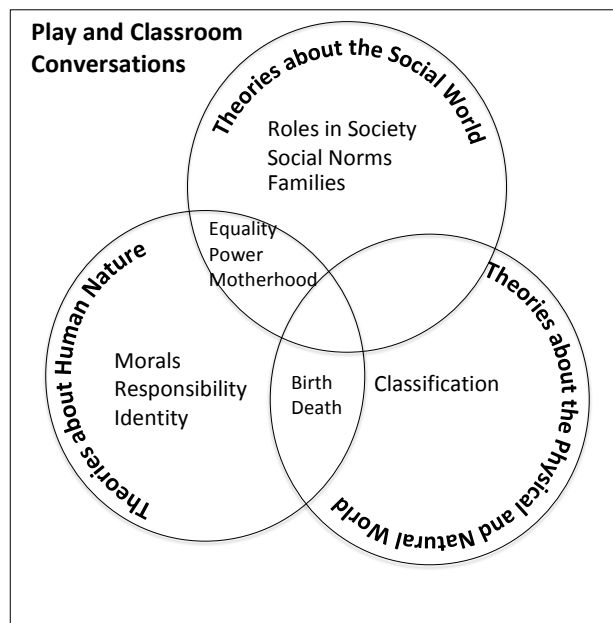 Play and Classroom
Conversations
Theories about the Social World
Roles in Society
Social Norms
Families
Equality
Power
Motherhood
Theories about Human Nature
Morals
Responsibility
Identity
Birth
Death
Classification
Theories about the Physical and Natural World